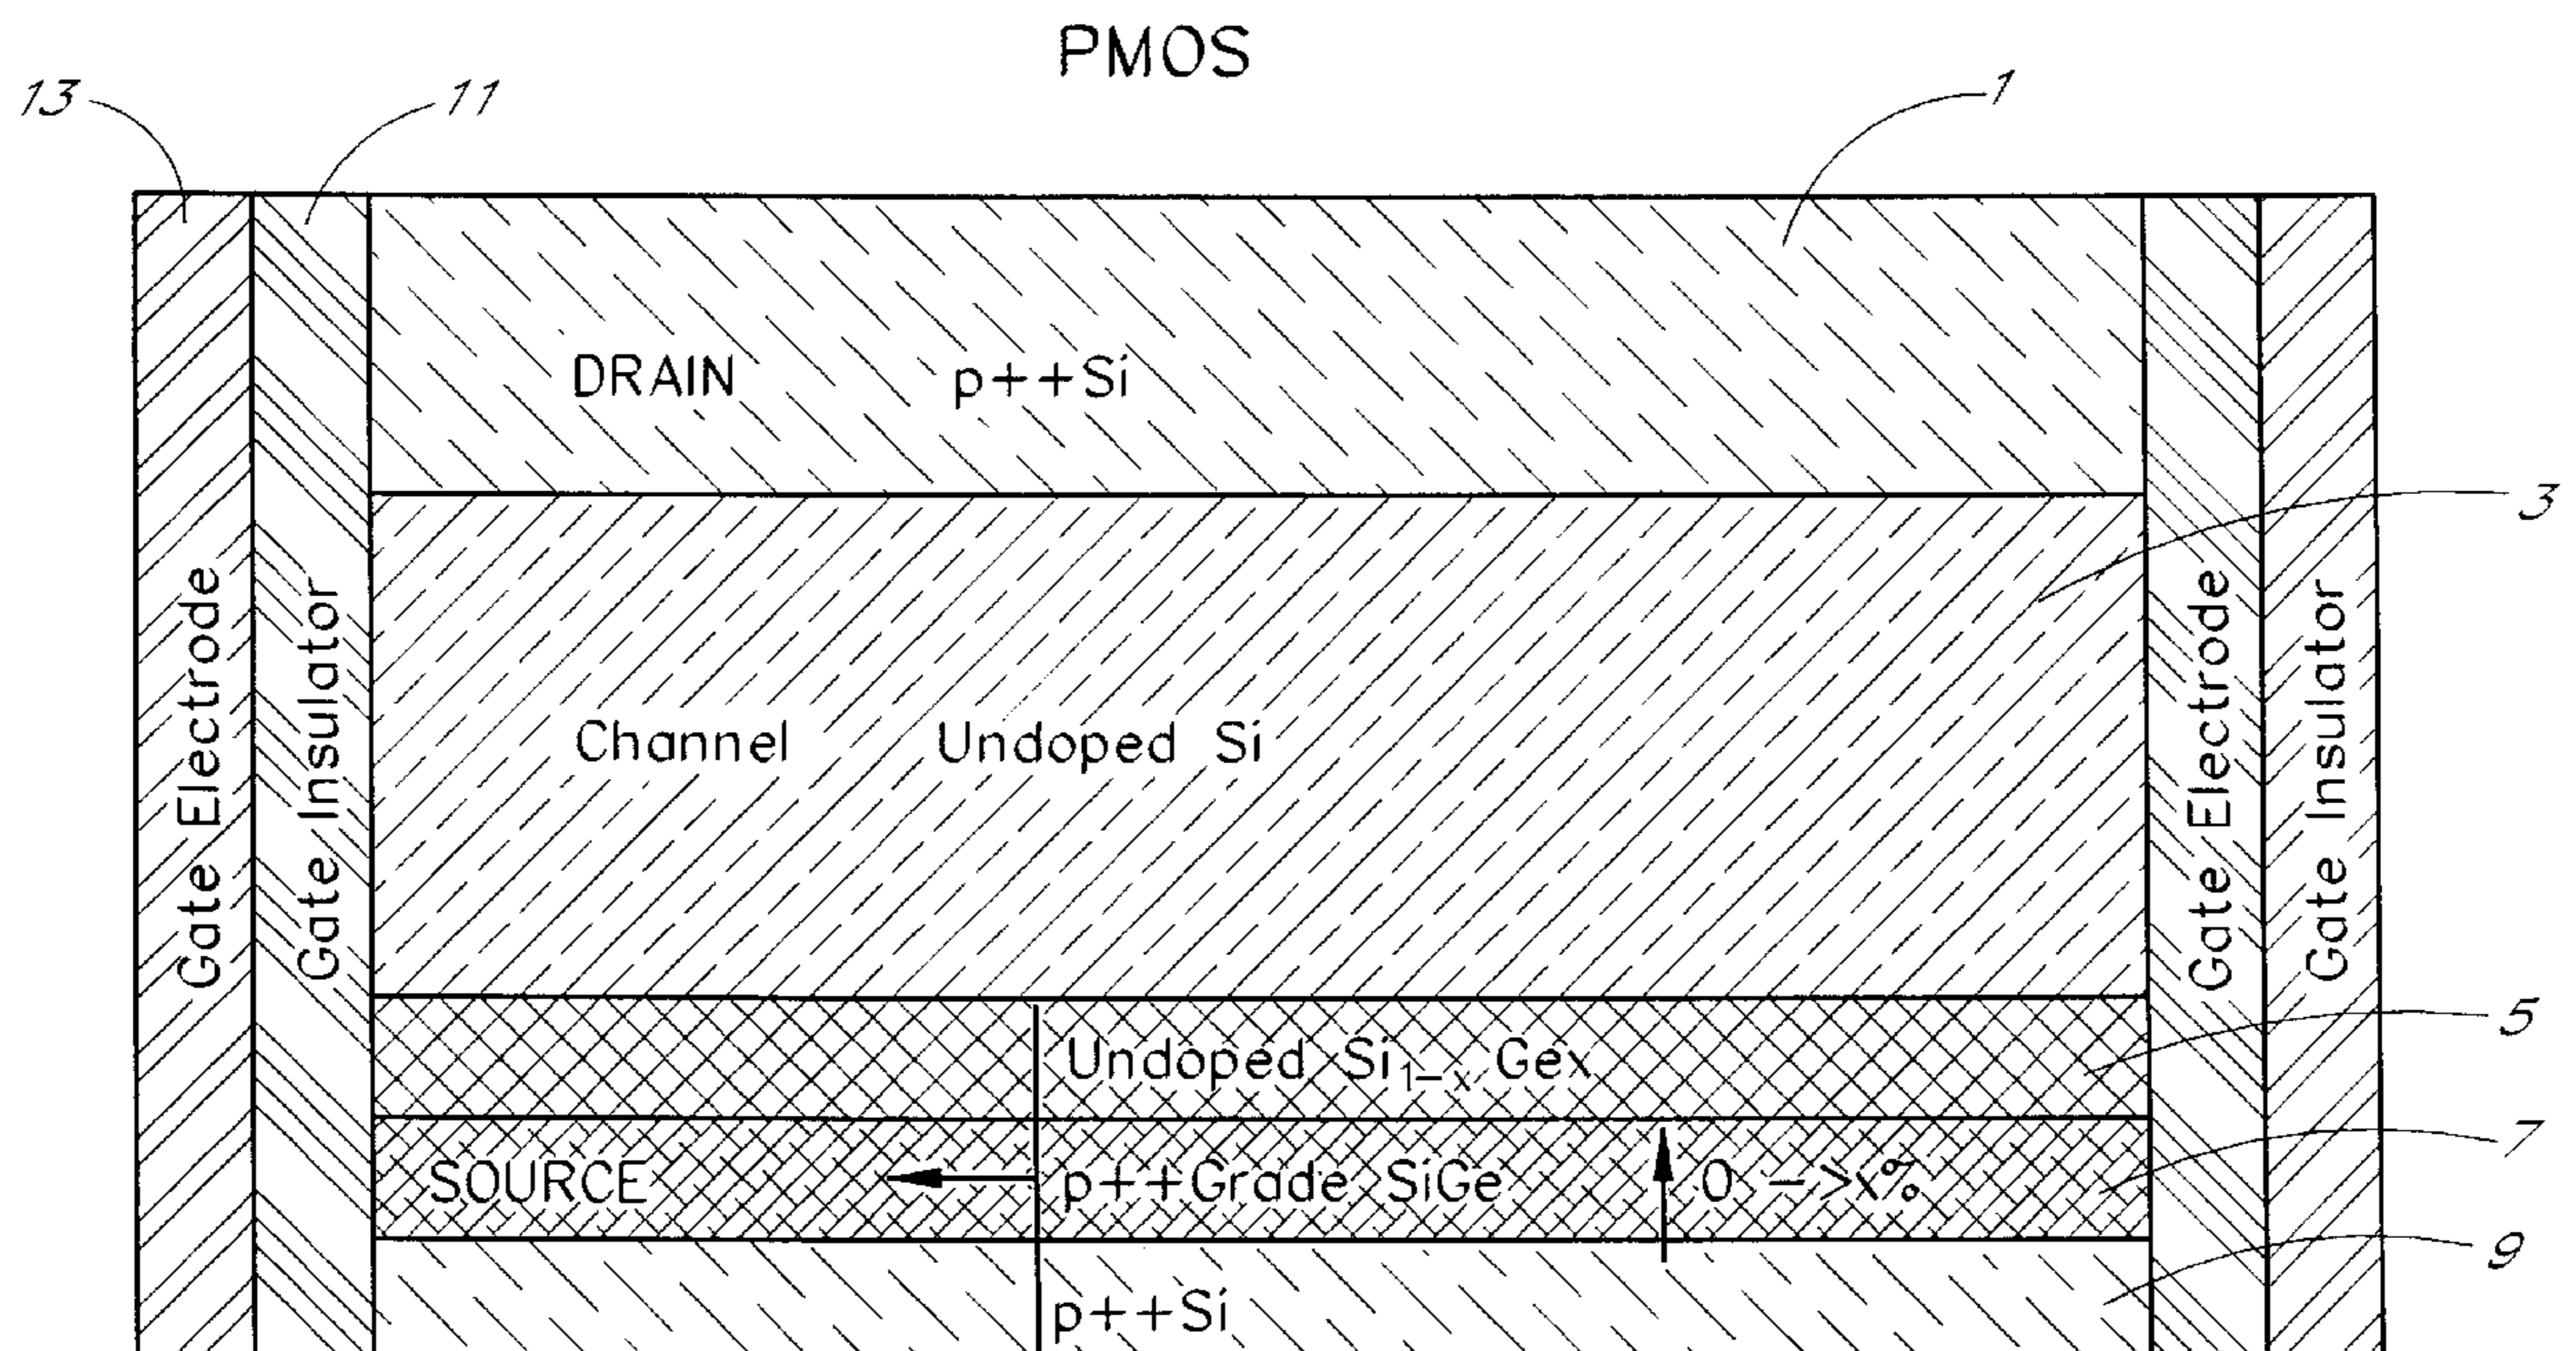 PMOS
13
11
1
DRAIN p++Si
3
Gate Electrode
Gate Insulator
Channel Undoped Si
Gate Electrode
Gate Insulator
5
Undoped Si1-x Gex
7
SOURCE p++Grade SiGe 0 ->x%
9
p++Si